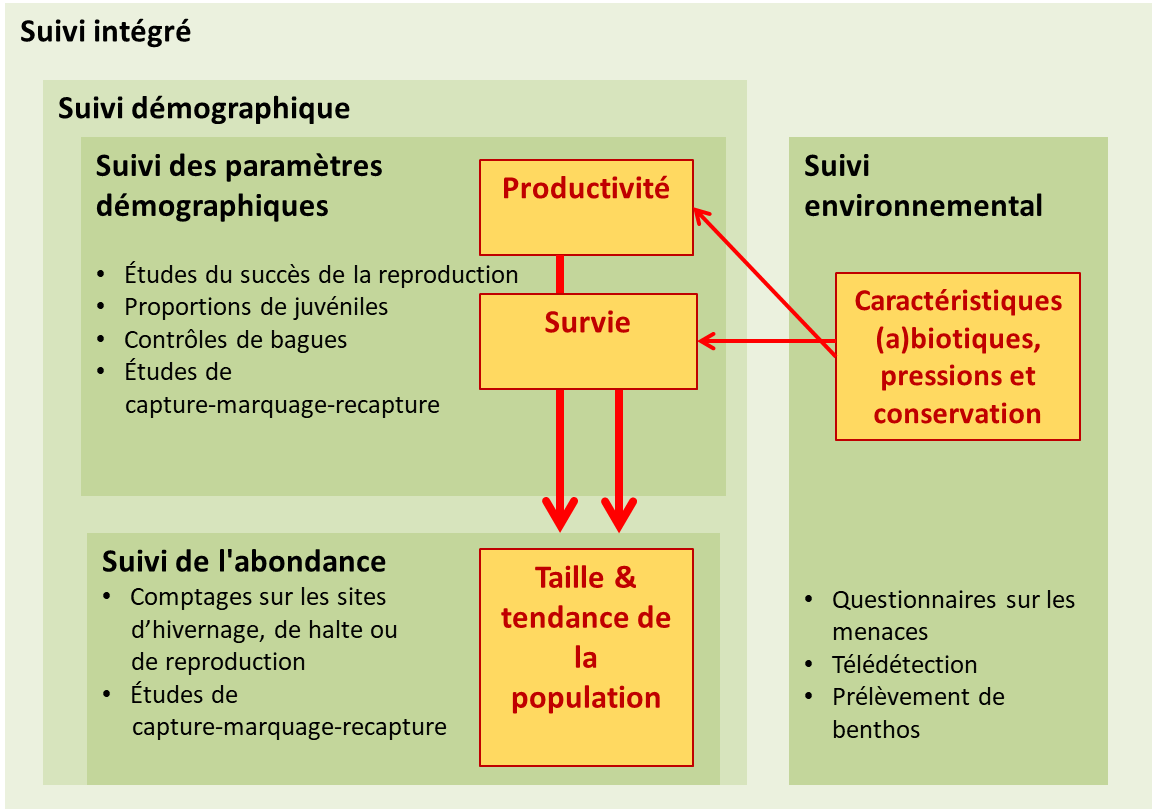 Suivi intégré
Suivi démographique
Suivi des paramètres
démographiques
• Études du succès de la reproduction
• Proportions de juvéniles
• Contrôles de bagues
• Études de
capture-marquage-recapture
Productivité
Survie
Suivi de l'abondance
• Comptages sur les sites
d’hivernage, de halte ou
de reproduction
• Études de
capture-marquage-recapture
Taille &
tendance de
la
population
Suivi
environnemental
Caractéristiques
(a)biotiques,
pressions et
conservation
• Questionnaires sur les
menaces
• Télédétection
• Prélèvement de
benthos